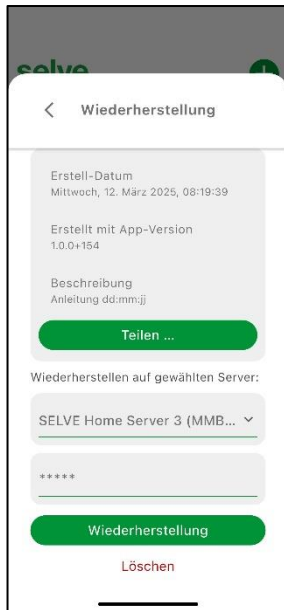 selve
Wiederherstellung
Erstell-Datum
Mittwoch, 12. März 2025, 08:19:39
Erstellt mit App-Version
1.0.0+154
Beschreibung
Anleitung dd:mm:jj
Teilen ...
Wiederherstellen auf gewählten Server:
SELVE Home Server 3 (MMB...
*****
Wiederherstellung
Löschen